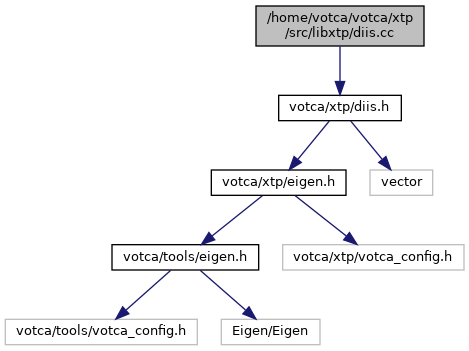 /home/votca/votca/xtp
/src/libxtp/diis.cc
votca/xtp/diis.h
votca/xtp/eigen.h
vector
votca/tools/eigen.h
votca/xtp/votca_config.h
votca/tools/votca_config.h
Eigen/Eigen